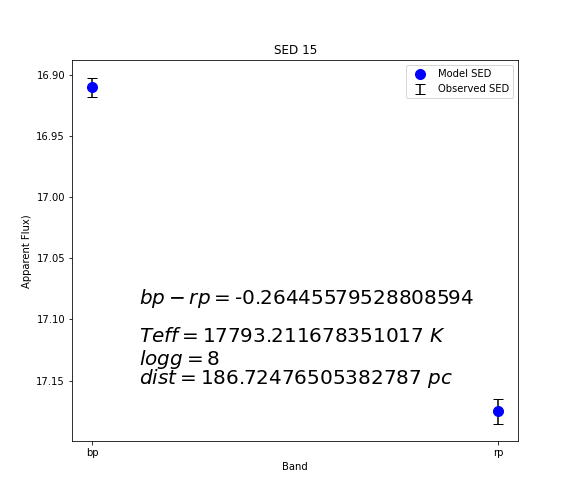 SED 15
Model SED
Observed SED
16.90
16.95
17.00
17.05
17.10
17.15
Apparent Flux)
bp − rp = -0.26445579528808594
Teff = 17793.211678351017 K
logg = 8
dist = 186.72476505382787 pc
bp
rp
Band